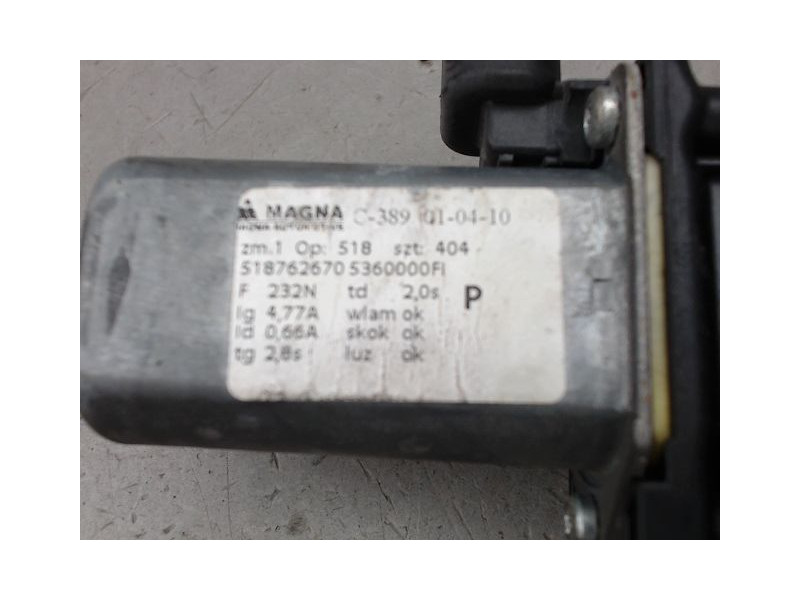 MAGNA C-389 01-04-10
zm.1 Op: 518 szt: 404
518762670 5360000FI
F 232N td 2,0s P
Ig 4,77A wlam ok
Id 0,66A skok ok
tg 2,8s luz ok